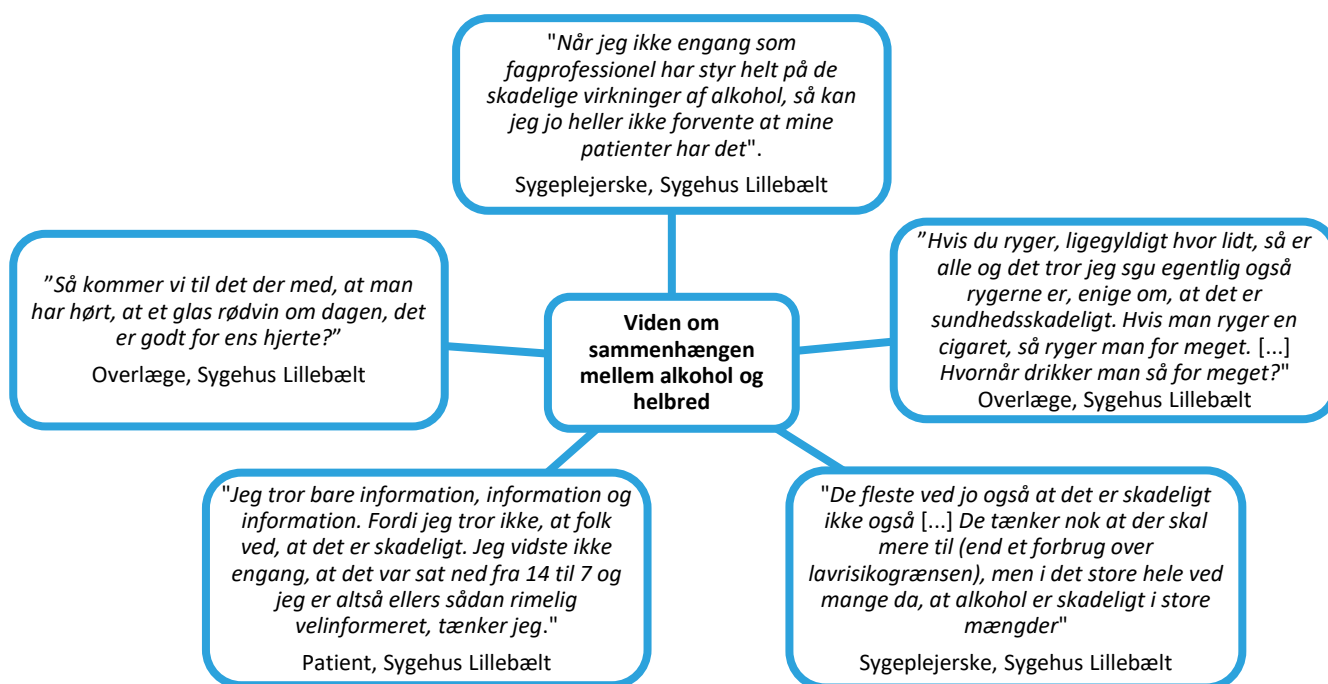 "Når jeg ikke engang som
fagprofessionel har styr helt på de
skadelige virkninger af alkohol, så kan
jeg jo heller ikke forvente at mine
patienter har det".
Sygeplejerske, Sygehus Lillebælt
”Så kommer vi til det der med, at man
har hørt, at et glas rødvin om dagen, det
er godt for ens hjerte?”
Overlæge, Sygehus Lillebælt
Viden om
sammenhængen
mellem alkohol og
helbred
”Hvis du ryger, ligegyldigt hvor lidt, så er
alle og det tror jeg sgu egentlig også
rygerne er, enige om, at det er
sundhedsskadeligt. Hvis man ryger en
cigaret, så ryger man for meget. [...]
Hvornår drikker man så for meget?"
Overlæge, Sygehus Lillebælt
"Jeg tror bare information, information og
information. Fordi jeg tror ikke, at folk
ved, at det er skadeligt. Jeg vidste ikke
engang, at det var sat ned fra 14 til 7 og
jeg er altså ellers sådan rimelig
velinformeret, tænker jeg."
Patient, Sygehus Lillebælt
"De fleste ved jo også at det er skadeligt
ikke også [...] De tænker nok at der skal
mere til (end et forbrug over
lavrisikogrænsen), men i det store hele ved
mange da, at alkohol er skadeligt i store
mængder"
Sygeplejerske, Sygehus Lillebælt